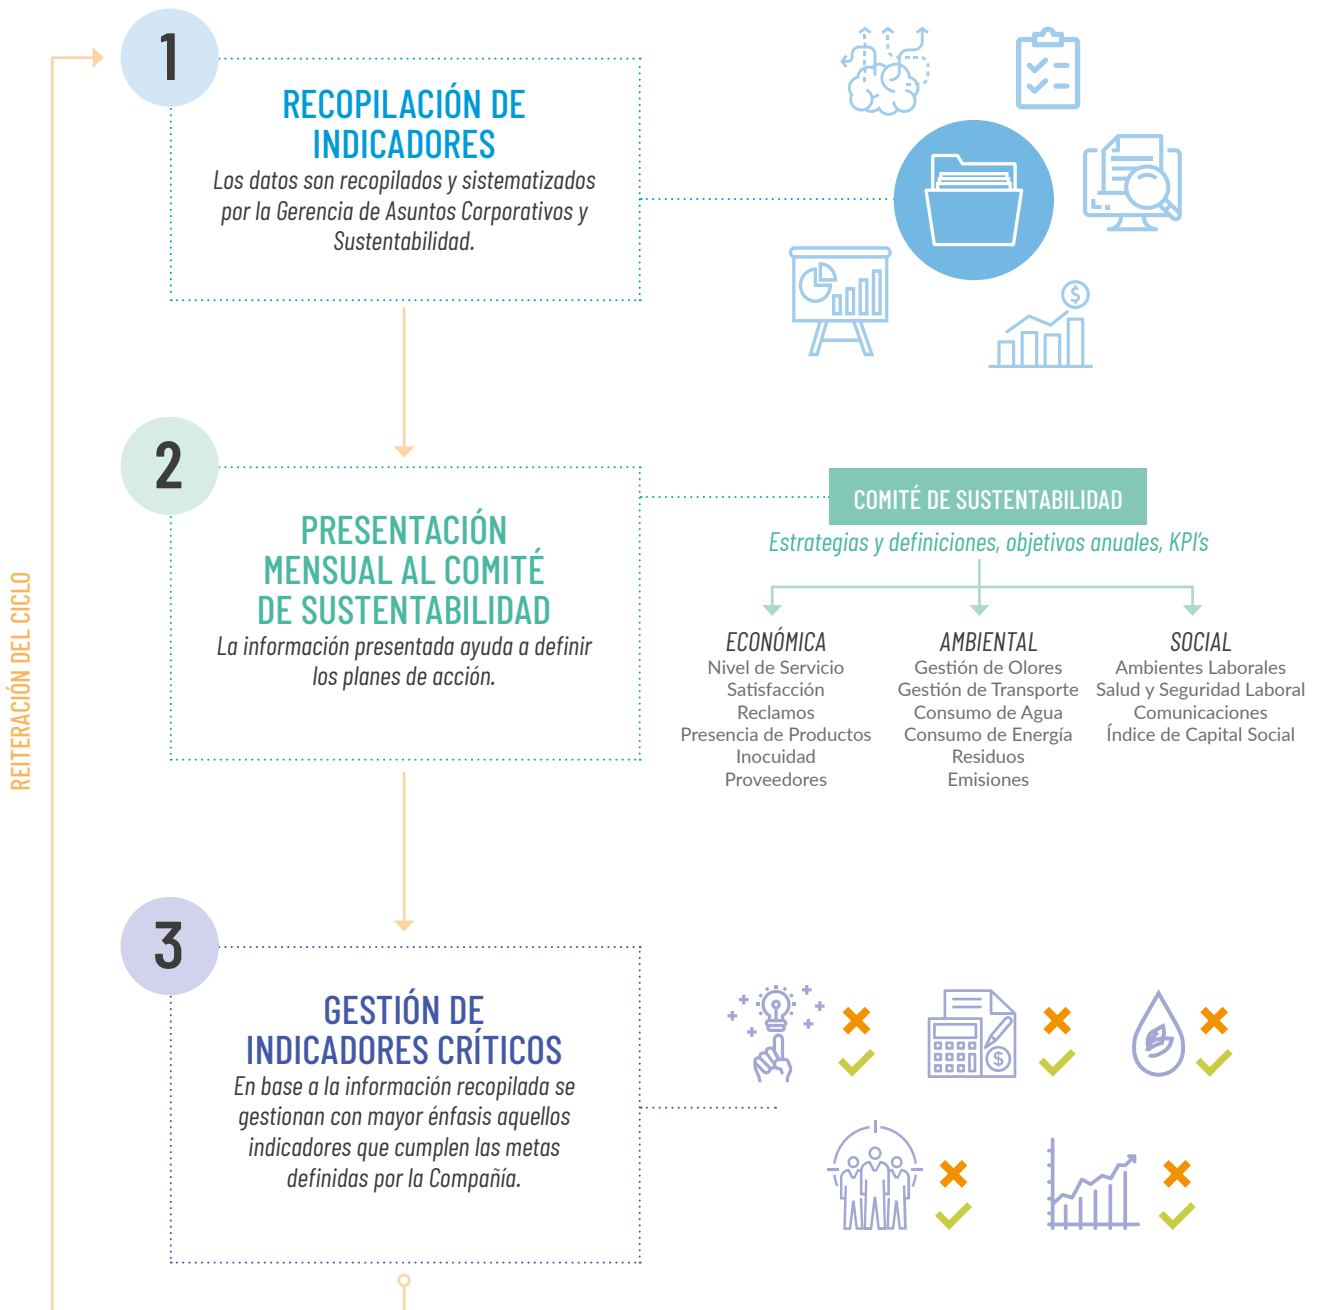 1
RECOPILACIÓN DE
INDICADORES
Los datos son recopilados y sistematizados
por la Gerencia de Asuntos Corporativos y
Sustentabilidad.
$
2
PRESENTACIÓN
MENSUAL AL COMITÉ
DE SUSTENTABILIDAD
La información presentada ayuda a definir
los planes de acción.
COMITÉ DE SUSTENTABILIDAD
Estrategias y definiciones, objetivos anuales, KPI's
ECONÓMICA
Nivel de Servicio
Satisfacción
Reclamos
Presencia de Productos
Inocuidad
Proveedores
AMBIENTAL
Gestión de Olores
Gestión de Transporte
Consumo de Agua
Consumo de Energía
Residuos
Emisiones
SOCIAL
Ambientes Laborales
Salud y Seguridad Laboral
Comunicaciones
Índice de Capital Social
REITERACIÓN DEL CICLO
3
GESTIÓN DE
INDICADORES CRÍTICOS
En base a la información recopilada se
gestionan con mayor énfasis aquellos
indicadores que cumplen las metas
definidas por la Compañía.
$